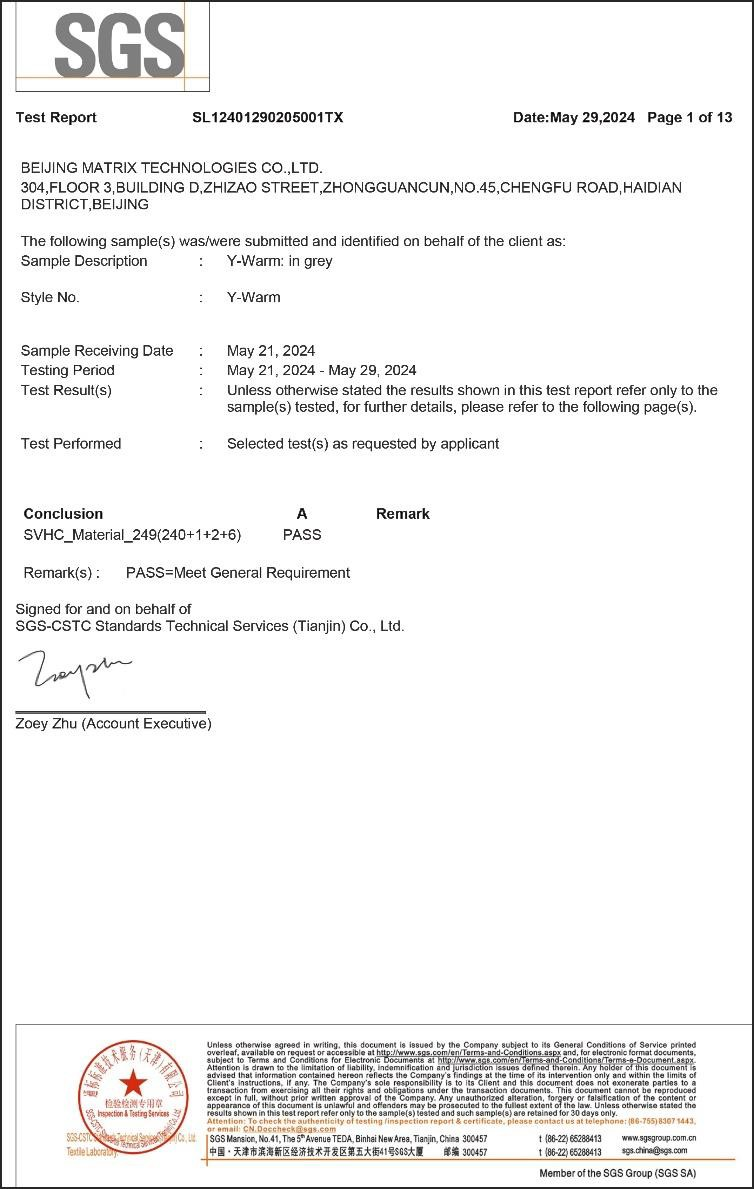 SGS
Test Report SL12401290205001TX Date:May 29,2024 Page 1 of 13
BEIJING MATRIX TECHNOLOGIES CO.,LTD.
304,FLOOR 3,BUILDING D,ZHIZAO STREET,ZHONGGUANCUN,NO.45,CHENGFU ROAD,HAIDIAN
DISTRICT,BEIJING
The following sample(s) was/were submitted and identified on behalf of the client as:
Sample Description : Y-Warm: in grey
Style No. : Y-Warm
Sample Receiving Date : May 21, 2024
Testing Period : May 21, 2024 - May 29, 2024
Test Result(s) : Unless otherwise stated the results shown in this test report refer only to the
sample(s) tested, for further details, please refer to the following page(s).
Test Performed : Selected test(s) as requested by applicant
Conclusion A Remark
SVHC_Material_249(240+1+2+6) PASS
Remark(s) : PASS=Meet General Requirement
Signed for and on behalf of
SGS-CSTC Standards Technical Services (Tianjin) Co., Ltd.
Zoey Zhu (Account Executive)
检验检测专用章
Inspection & Testing Services
SGS-CSTC Standards Technical Services (Tianjin) Co., Ltd.
Textile Laboratory.
Unless otherwise agreed in writing, this document is issued by the Company subject to its General Conditions of Service printed
overleaf, available on request or accessible at http://www.sgs.com/en/Terms-and-Conditions.aspx and, for electronic format documents,
subject to Terms and Conditions for Electronic Documents at http://www.sgs.com/en/Terms-and-Conditions/Terms-e-Document.aspx.
Attention is drawn to the limitation of liability, indemnification and jurisdiction issues defined therein. Any holder of this document is
advised that information contained hereon reflects the Company's findings at the time of its intervention only and within the limits of
Client's Instructions, if any. The Company's sole responsibility is to its Client and this document does not exonerate parties to a
transaction from exercising all their rights and obligations under the transaction documents. This document cannot be reproduced
except in full, without prior written approval of the Company. Any unauthorized alteration, forgery or falsification of the content or
appearance of this document is unlawful and offenders may be prosecuted to the fullest extent of the law. Unless otherwise stated the
results shown in this test report refer only to the sample(s) tested and such sample(s) are retained for 30 days only.
Attention: To check the authenticity of testing /inspection report & certificate, please contact us at telephone: (86-755)8307 1443,
or email: CN.Doccheck@sgs.com
SGS Mansion, No.41, The 5th Avenue TEDA, Binhai New Area, Tianjin, China 300457 t (86-22) 65288413 www.sgsgroup.com.cn
中国·天津市滨海新区经济技术开发区第五大街41号SGS大厦 邮编 300457 t (86-22) 65288413 sgs.china@sgs.com
Member of the SGS Group (SGS SA)